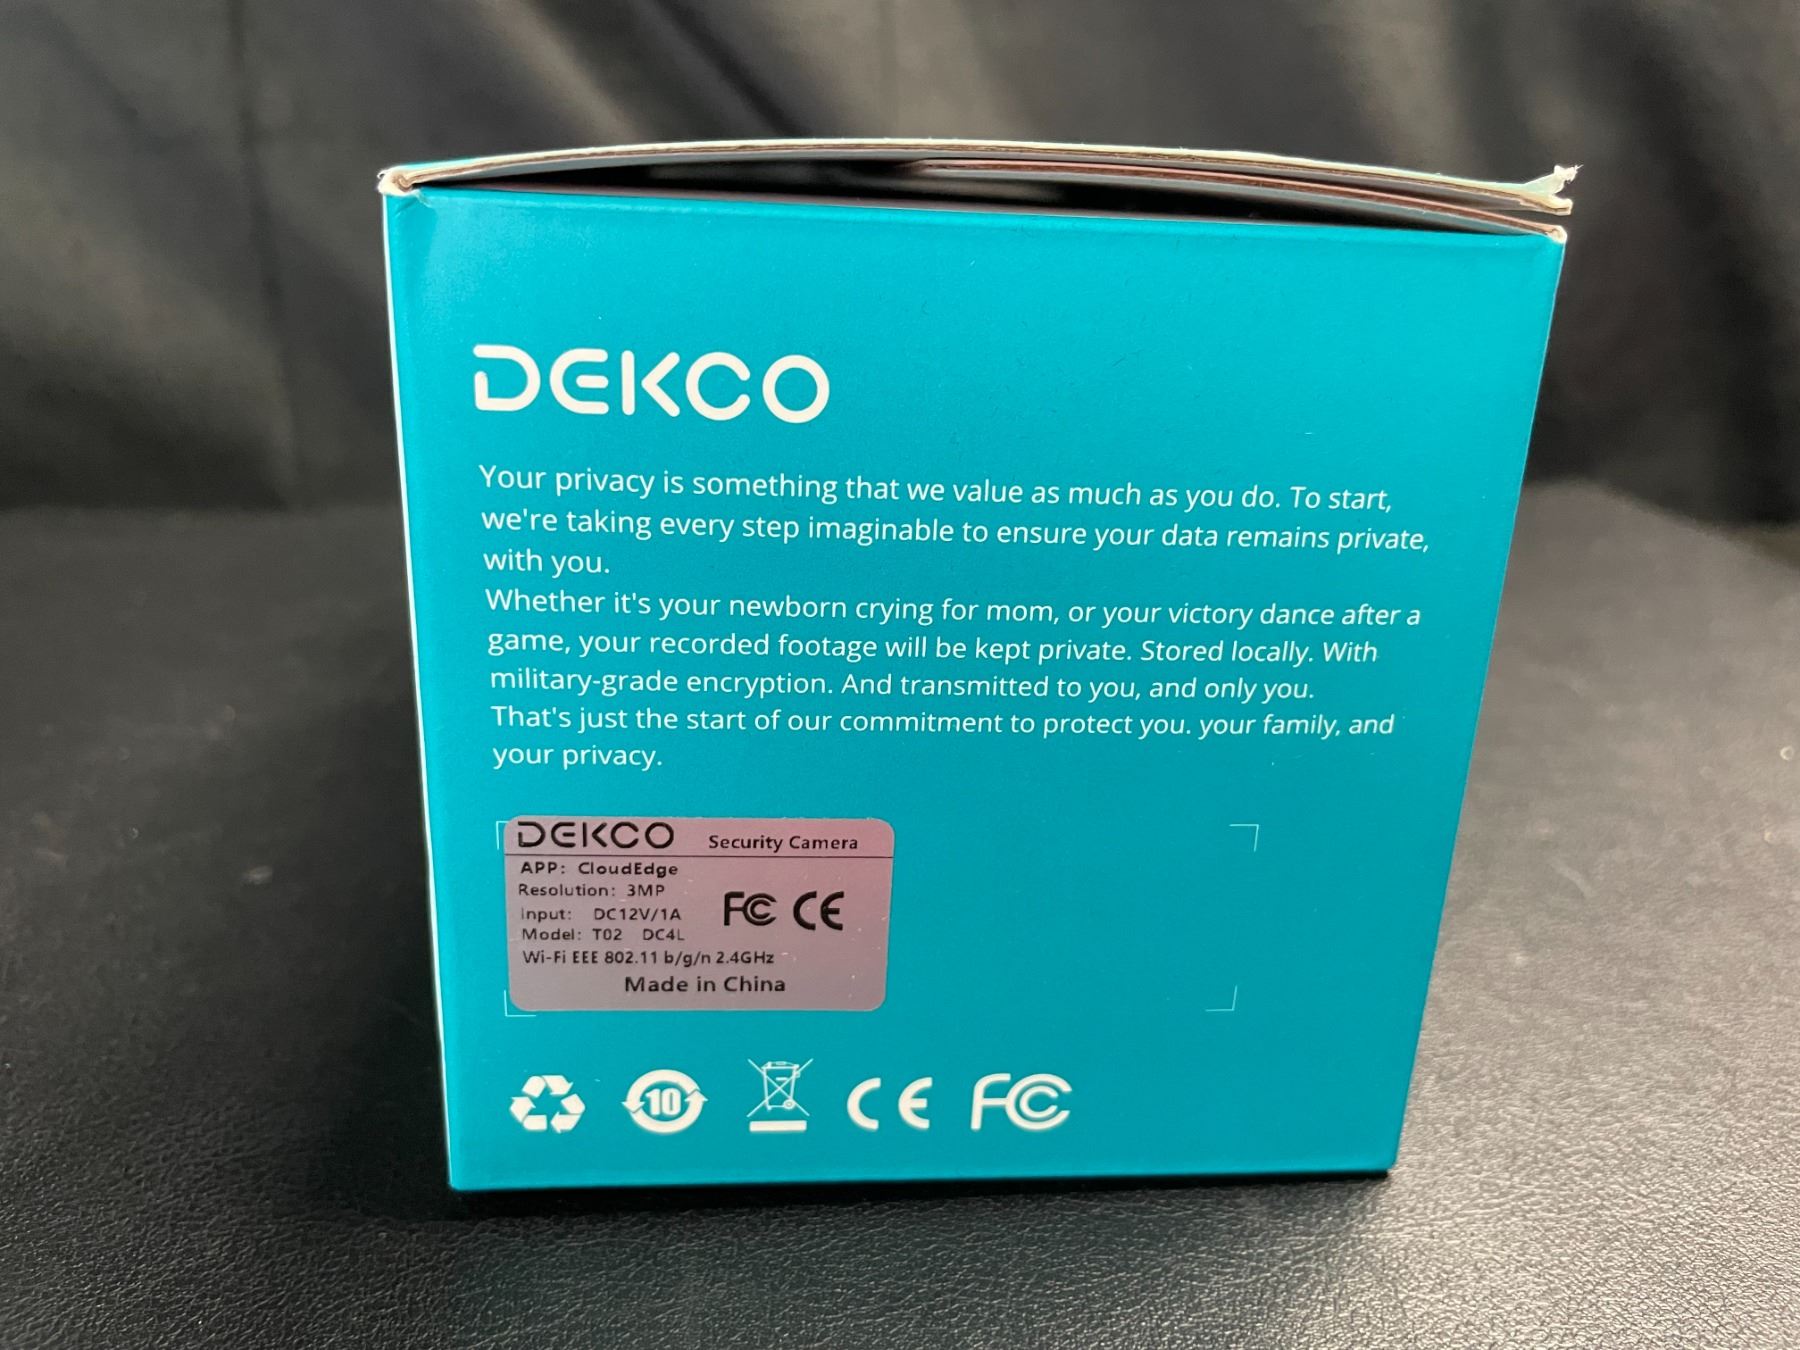 DEKCO
Your privacy is something that we value as much as you do. To start,
we're taking every step imaginable to ensure your data remains private,
with you.
Whether it's your newborn crying for mom, or your victory dance after a
game, your recorded footage will be kept private. Stored locally. With
military-grade encryption. And transmitted to you, and only you.
That's just the start of our commitment to protect you. your family, and
your privacy.
DEKCO Security Camera
APP: CloudEdge
Resolution: 3MP
Input: DC12V/1A
FC CE
Model: T02 DC4L
Wi-Fi EEE 802.11 b/g/n 2.4GHz
Made in China
10 CE FC